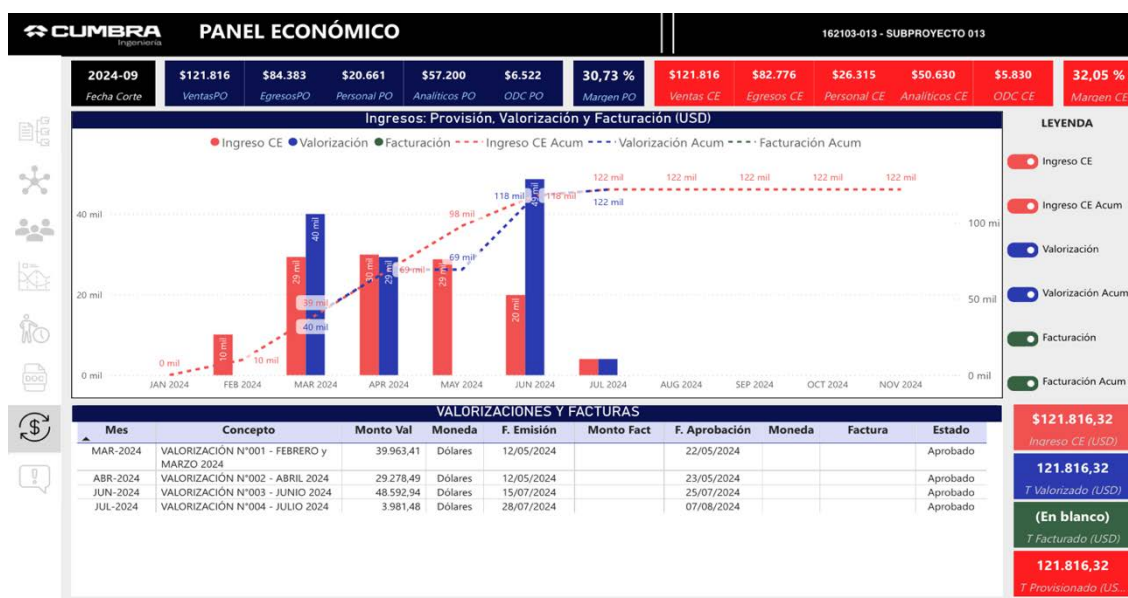 CUMBRA
Ingeniería
PANEL ECONÓMICO
162103-013 - SUBPROYECTO 013
2024-09
Fecha Corte
$121.816
VentasPO
$84.383
EgresosPO
$20.661
Personal PO
$57.200
Analíticos PO
$6.522
ODC PO
30,73 %
Margen PO
$121.816
Ventas CE
$82.776
Egresos CE
$26.315
Personal CE
$50.630
Analíticos CE
$5.830
ODC CE
32,05 %
Margen CE
Ingresos: Provisión, Valorización y Facturación (USD)
Ingreso CE Valorización Facturación Ingreso CE Acum Valorización Acum Facturación Acum
40 mil
20 mil
0 mil
100 mi
50 mil
0 mil
0 mil
10 mil
10 mil
29 mil
39 mil
40 mil
40 mil
30 mil
29 mil
69 mil
98 mil
29 mil
69 mil
118 mil
118 mil
20 mil
49 mil
122 mil
122 mil
122 mil
122 mil
122 mil
122 mil
JAN 2024 FEB 2024 MAR 2024 APR 2024 MAY 2024 JUN 2024 JUL 2024 AUG 2024 SEP 2024 OCT 2024 NOV 2024
LEYENDA
Ingreso CE
Ingreso CE Acum
Valorización
Valorización Acum
Facturación
Facturación Acum
VALORIZACIONES Y FACTURAS
Mes Concepto Monto Val Moneda F. Emisión Monto Fact F. Aprobación Moneda Factura Estado
MAR-2024 VALORIZACIÓN N°001 - FEBRERO y MARZO 2024 39.963,41 Dólares 12/05/2024 22/05/2024 Aprobado
ABR-2024 VALORIZACIÓN N°002 - ABRIL 2024 29.278,49 Dólares 12/05/2024 23/05/2024 Aprobado
JUN-2024 VALORIZACIÓN N°003 - JUNIO 2024 48.592,94 Dólares 15/07/2024 25/07/2024 Aprobado
JUL-2024 VALORIZACIÓN N°004 - JULIO 2024 3.981,48 Dólares 28/07/2024 07/08/2024 Aprobado
$121.816,32
Ingreso CE (USD)
121.816,32
T Valorizado (USD)
(En blanco)
T Facturado (USD)
121.816,32
T Provisionado (US...
DOC